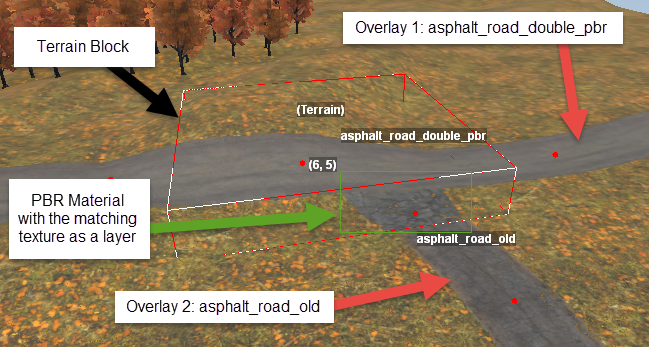 Overlay 1: asphalt_road_double_pbr
Terrain Block
(Terrain)
asphalt_road_double_pbr
(6, 5)
PBR Material
with the matching
texture as a layer
asphalt_road_old
Overlay 2: asphalt_road_old